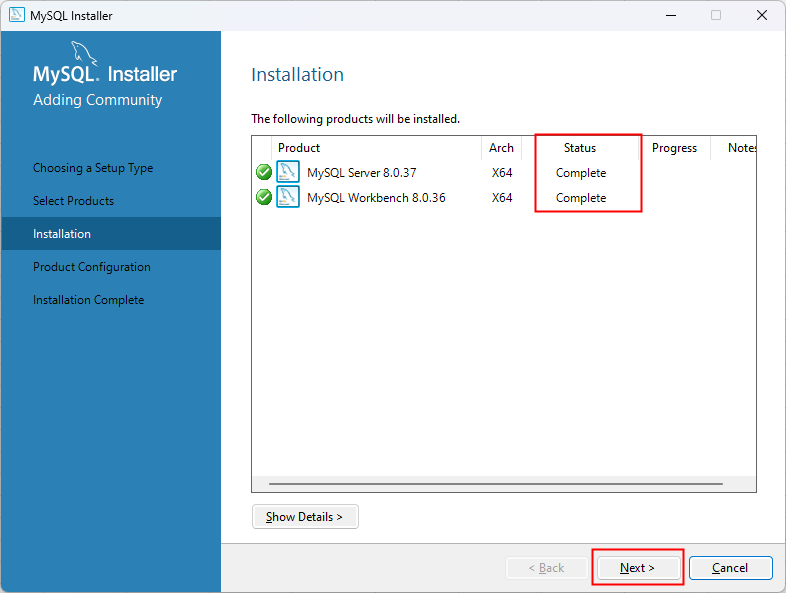 MySQL Installer
MySQL. Installer
Adding Community
Choosing a Setup Type
Select Products
Installation
Product Configuration
Installation Complete
Installation
The following products will be installed.
Product Arch Status Progress Notes
MySQL Server 8.0.37 X64 Complete
MySQL Workbench 8.0.36 X64 Complete
Show Details >
< Back Next > Cancel